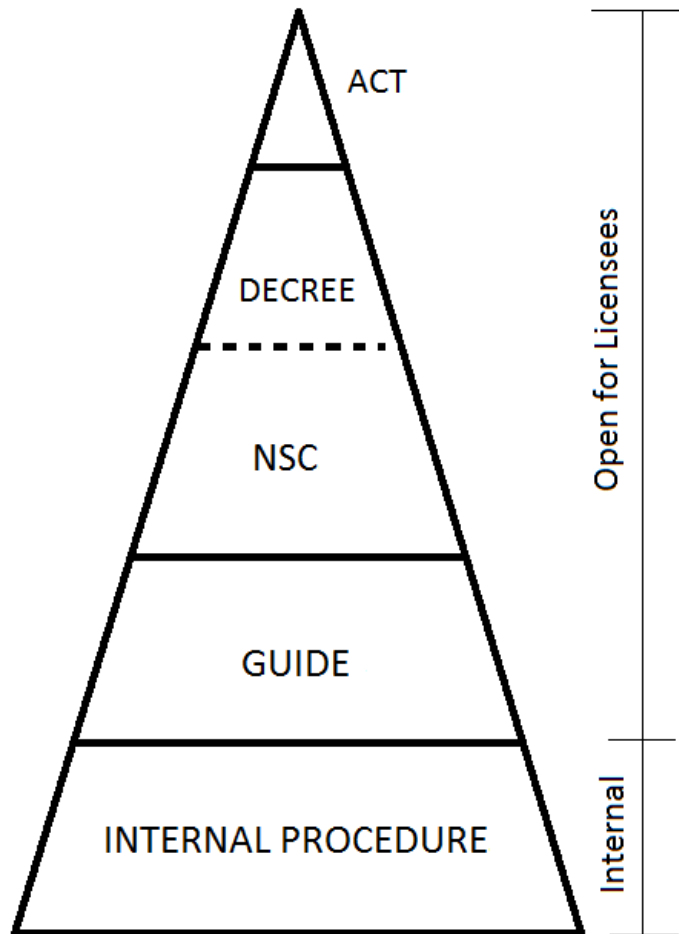 ACT
DECREE
NSC
GUIDE
INTERNAL PROCEDURE
Open for Licensees
Internal